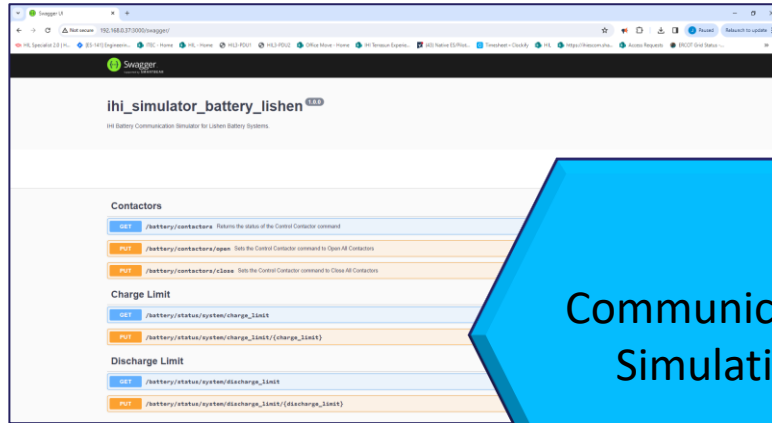 Swagger UI
Not secure 192.168.0.37:3000/swagger/
Paused
Relaunch to update
Swagger
ihi_simulator_battery_lishen 1.0.0
IHI Battery Communication Simulator for Lishen Battery Systems.
Contactors
GET /battery/contactors Returns the status of the Control Contactor command
PUT /battery/contactors/open Sets the Control Contactor command to Open All Contactors
PUT /battery/contactors/close Sets the Control Contactor command to Close All Contactors
Charge Limit
GET /battery/status/system/charge_limit
PUT /battery/status/system/charge_limit/{charge_limit}
Discharge Limit
GET /battery/status/system/discharge_limit
PUT /battery/status/system/discharge_limit/{discharge_limit}
Communic
Simulati